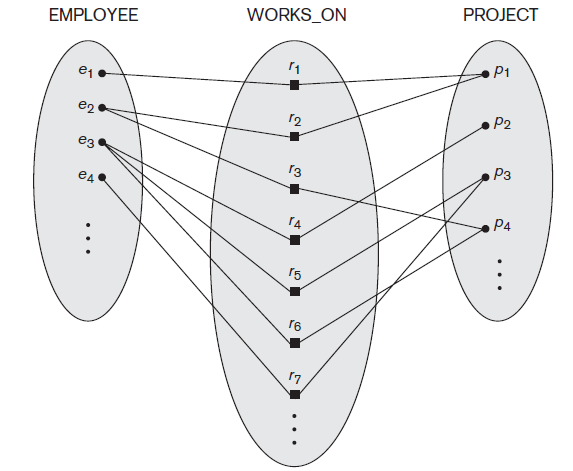 EMPLOYEE WORKS_ON PROJECT
e1 r1 p1
e2 r2 p2
e3 r3 p3
e4 r4 p4
r5
r6
r7